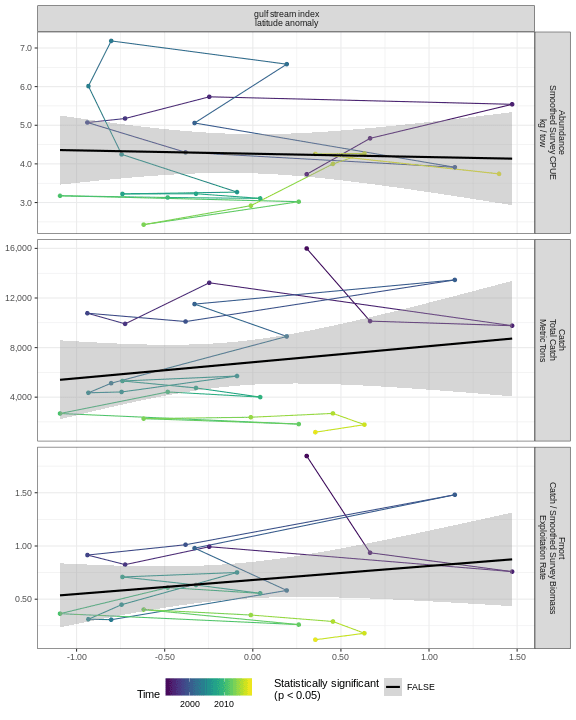 gulf stream index
latitude anomaly
7.0
6.0
5.0
4.0
3.0
Abundance
Smoothed Survey CPUE
kg / tow
16,000
12,000
8,000
4,000
Catch
Total Catch
Metric Tons
1.50
1.00
0.50
Fmort
Catch / Smoothed Survey Biomass
Exploitation Rate
-1.00
-0.50
0.00
0.50
1.00
1.50
Time
2000
2010
Statistically significant
(p < 0.05)
FALSE